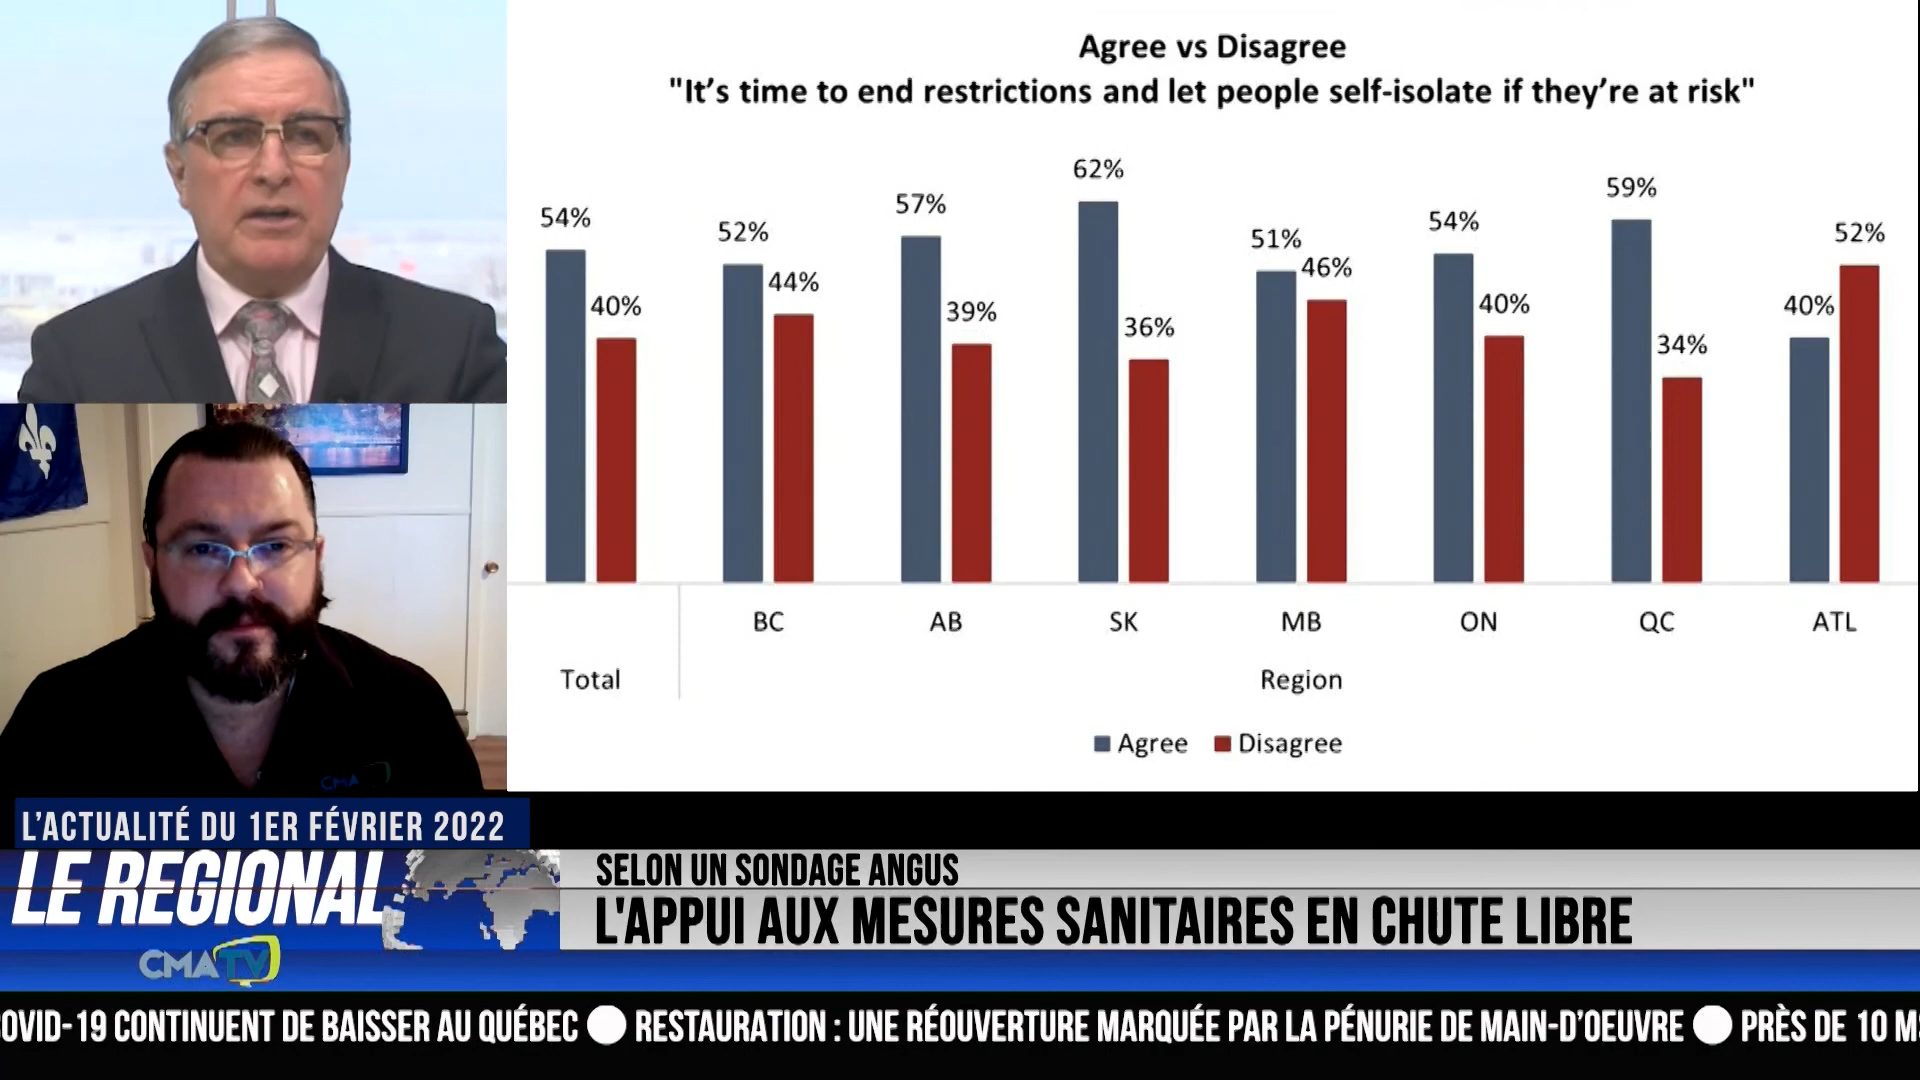 Agree vs Disagree
"It’s time to end restrictions and let people self-isolate if they’re at risk"
54% 40% 52% 44% 57% 39% 62% 36% 51% 46% 54% 40% 59% 34% 40% 52%
BC AB SK MB ON QC ATL
Total Region
Agree Disagree
CMA
L'ACTUALITÉ DU 1ER FÉVRIER 2022
LE REGIONAL
CMATV
SELON UN SONDAGE ANGUS
L'APPUI AUX MESURES SANITAIRES EN CHUTE LIBRE
OVID-19 CONTINUENT DE BAISSER AU QUÉBEC RESTAURATION : UNE RÉOUVERTURE MARQUÉE PAR LA PÉNURIE DE MAIN-D'OEUVRE PRÈS DE 10 M